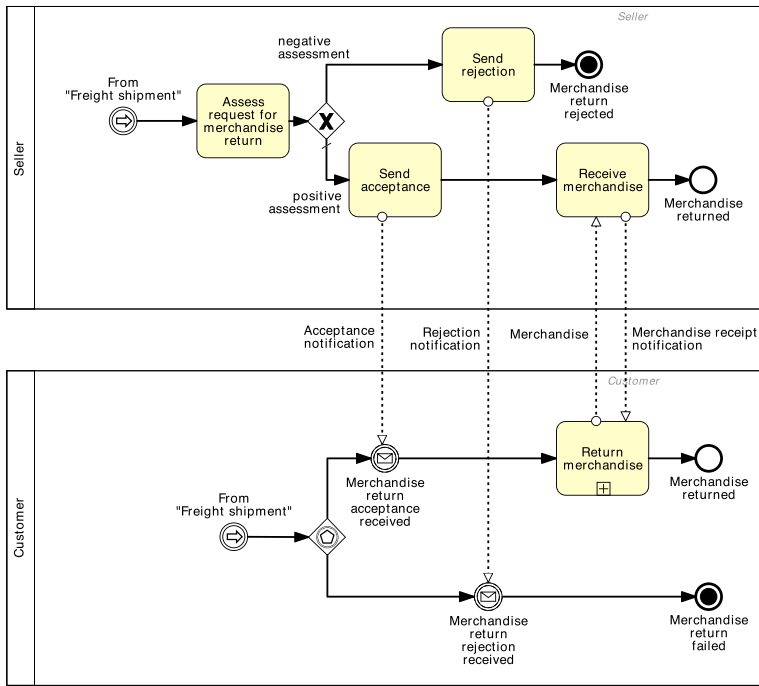 Seller
Seller
negative
assessment
Send
rejection
Merchandise
return
rejected
From
"Freight shipment"
Assess
request for
merchandise
return
X
positive
assessment
Send
acceptance
Receive
merchandise
Merchandise
returned
Acceptance
notification
Rejection
notification
Merchandise
Merchandise receipt
notification
Customer
Customer
Merchandise
return
acceptance
received
Return
merchandise
Merchandise
returned
From
"Freight shipment"
Merchandise
return
rejection
received
Merchandise
return
failed